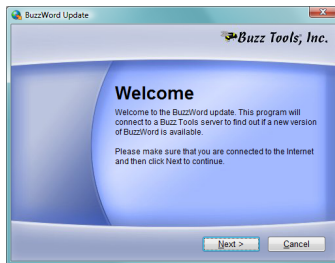 BuzzWord Update
Buzz Tools, Inc.
Welcome
Welcome to the BuzzWord update. This program will
connect to a Buzz Tools server to find out if a new version
of BuzzWord is available.
Please make sure that you are connected to the Internet
and then click Next to continue.
Next >
Cancel